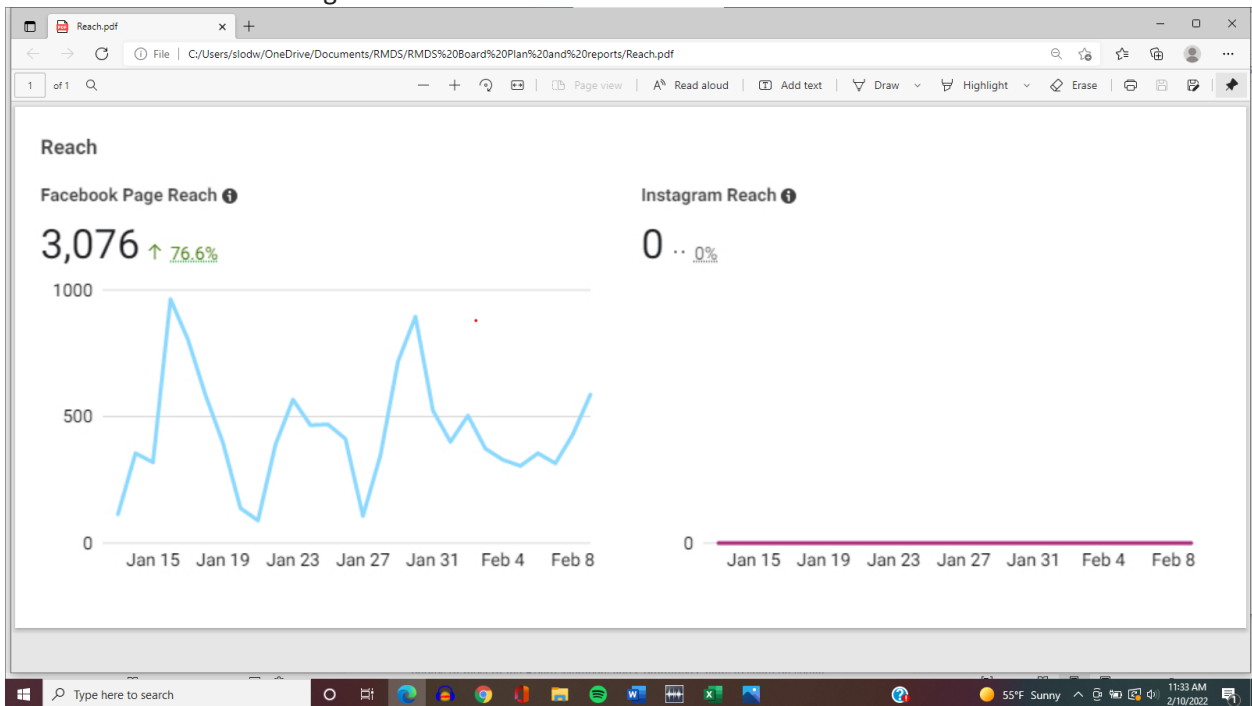 Reach.pdf
File | C:/Users/slodw/OneDrive/Documents/RMDS/RMDS%20Board%20Plan%20and%20reports/Reach.pdf
1 of 1 Page view Read aloud Add text Draw Highlight Erase
Reach
Facebook Page Reach
3,076 ↑ 76.6%
1000
500
0
Jan 15 Jan 19 Jan 23 Jan 27 Jan 31 Feb 4 Feb 8
Instagram Reach
0 -- 0%
0
Jan 15 Jan 19 Jan 23 Jan 27 Jan 31 Feb 4 Feb 8
Type here to search
55°F Sunny
11:33 AM
2/10/2022